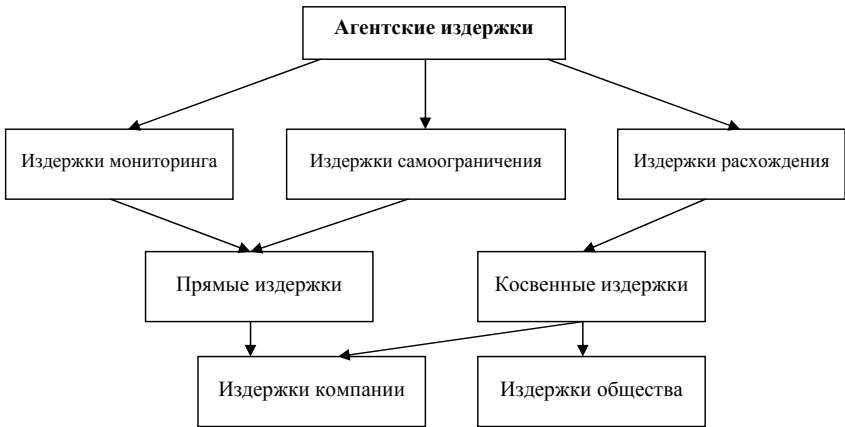 Агентские издержки
Издержки мониторинга
Издержки самоограничения
Издержки расхождения
Прямые издержки
Косвенные издержки
Издержки компании
Издержки общества